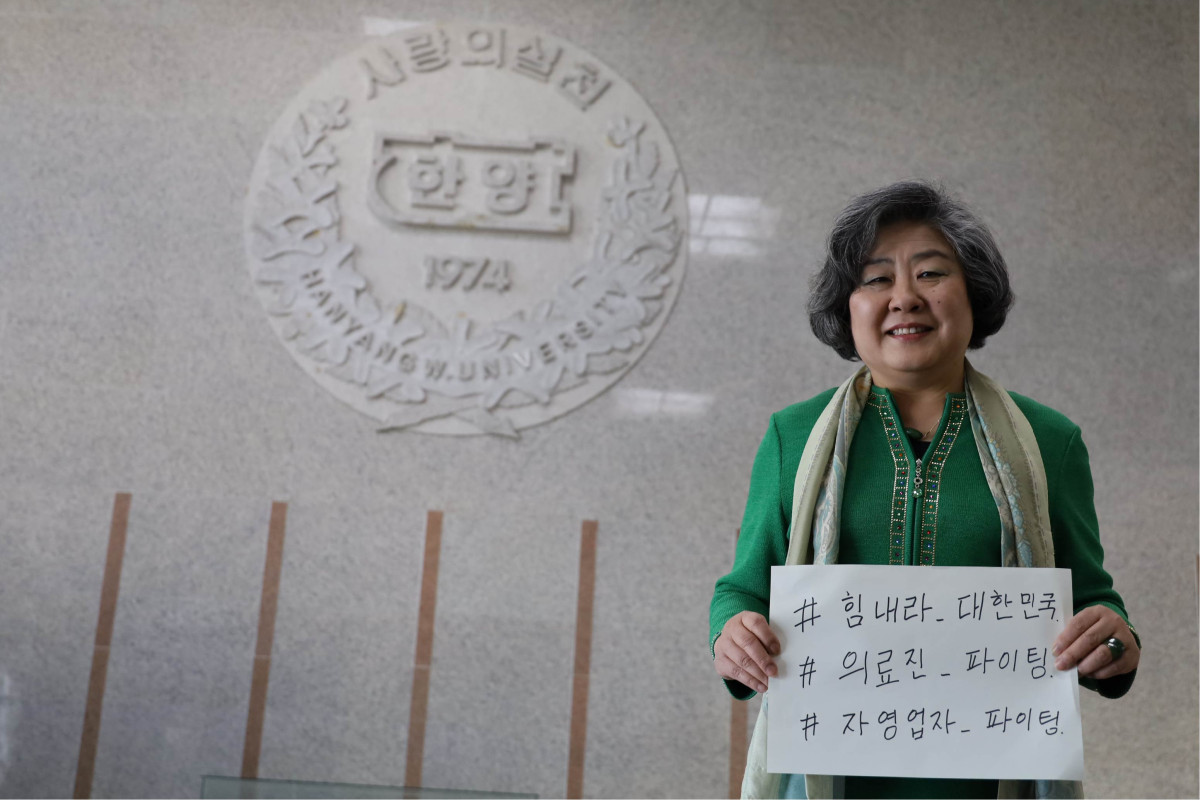 사랑의실천
한양
1974
HANYANG W. UNIVERSITY
# 힘내라_ 대한민국.
# 의료진_ 파이팅.
# 자영업자_ 파이팅.